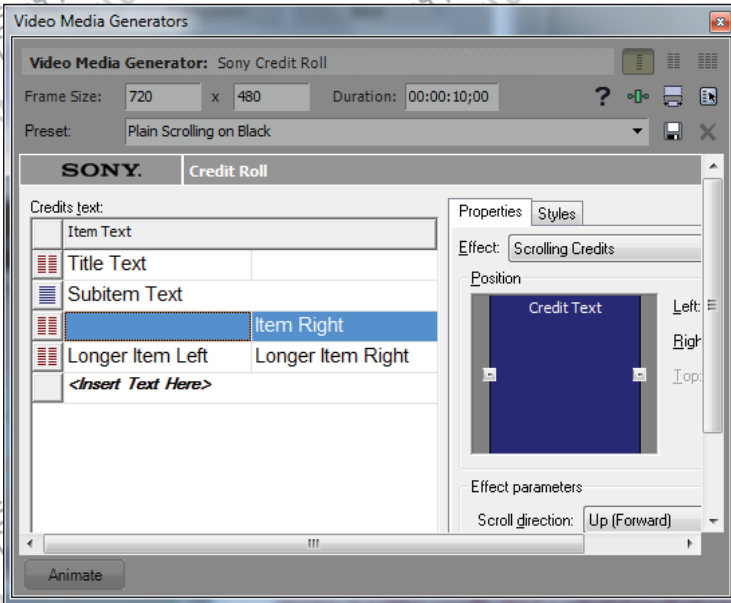 Video Media Generators
Video Media Generator: Sony Credit Roll
Frame Size: 720 x 480 Duration: 00:00:10;00 ?
Preset: Plain Scrolling on Black
SONY. Credit Roll
Credits text:
Item Text
Title Text
Subitem Text
Item Right
Longer Item Left Longer Item Right
<Insert Text Here>
Properties Styles
Effect: Scrolling Credits
Position
Credit Text
Left:
Righ
Top:
Effect parameters
Scroll direction: Up (Forward)
Animate